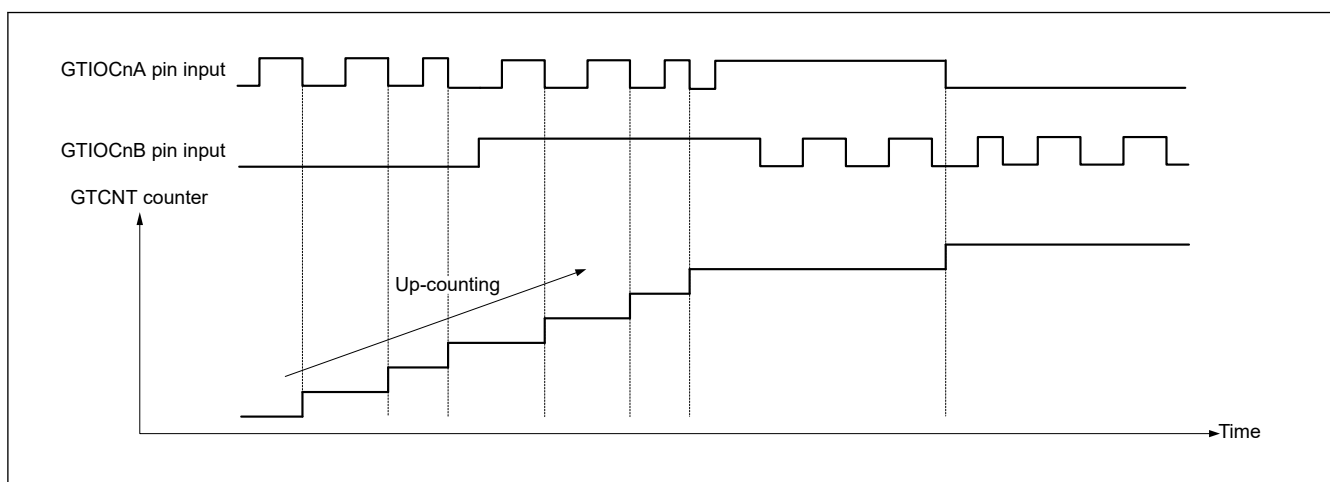 GTIOCnA pin input
GTIOCnB pin input
GTCNT counter
Up-counting
Time